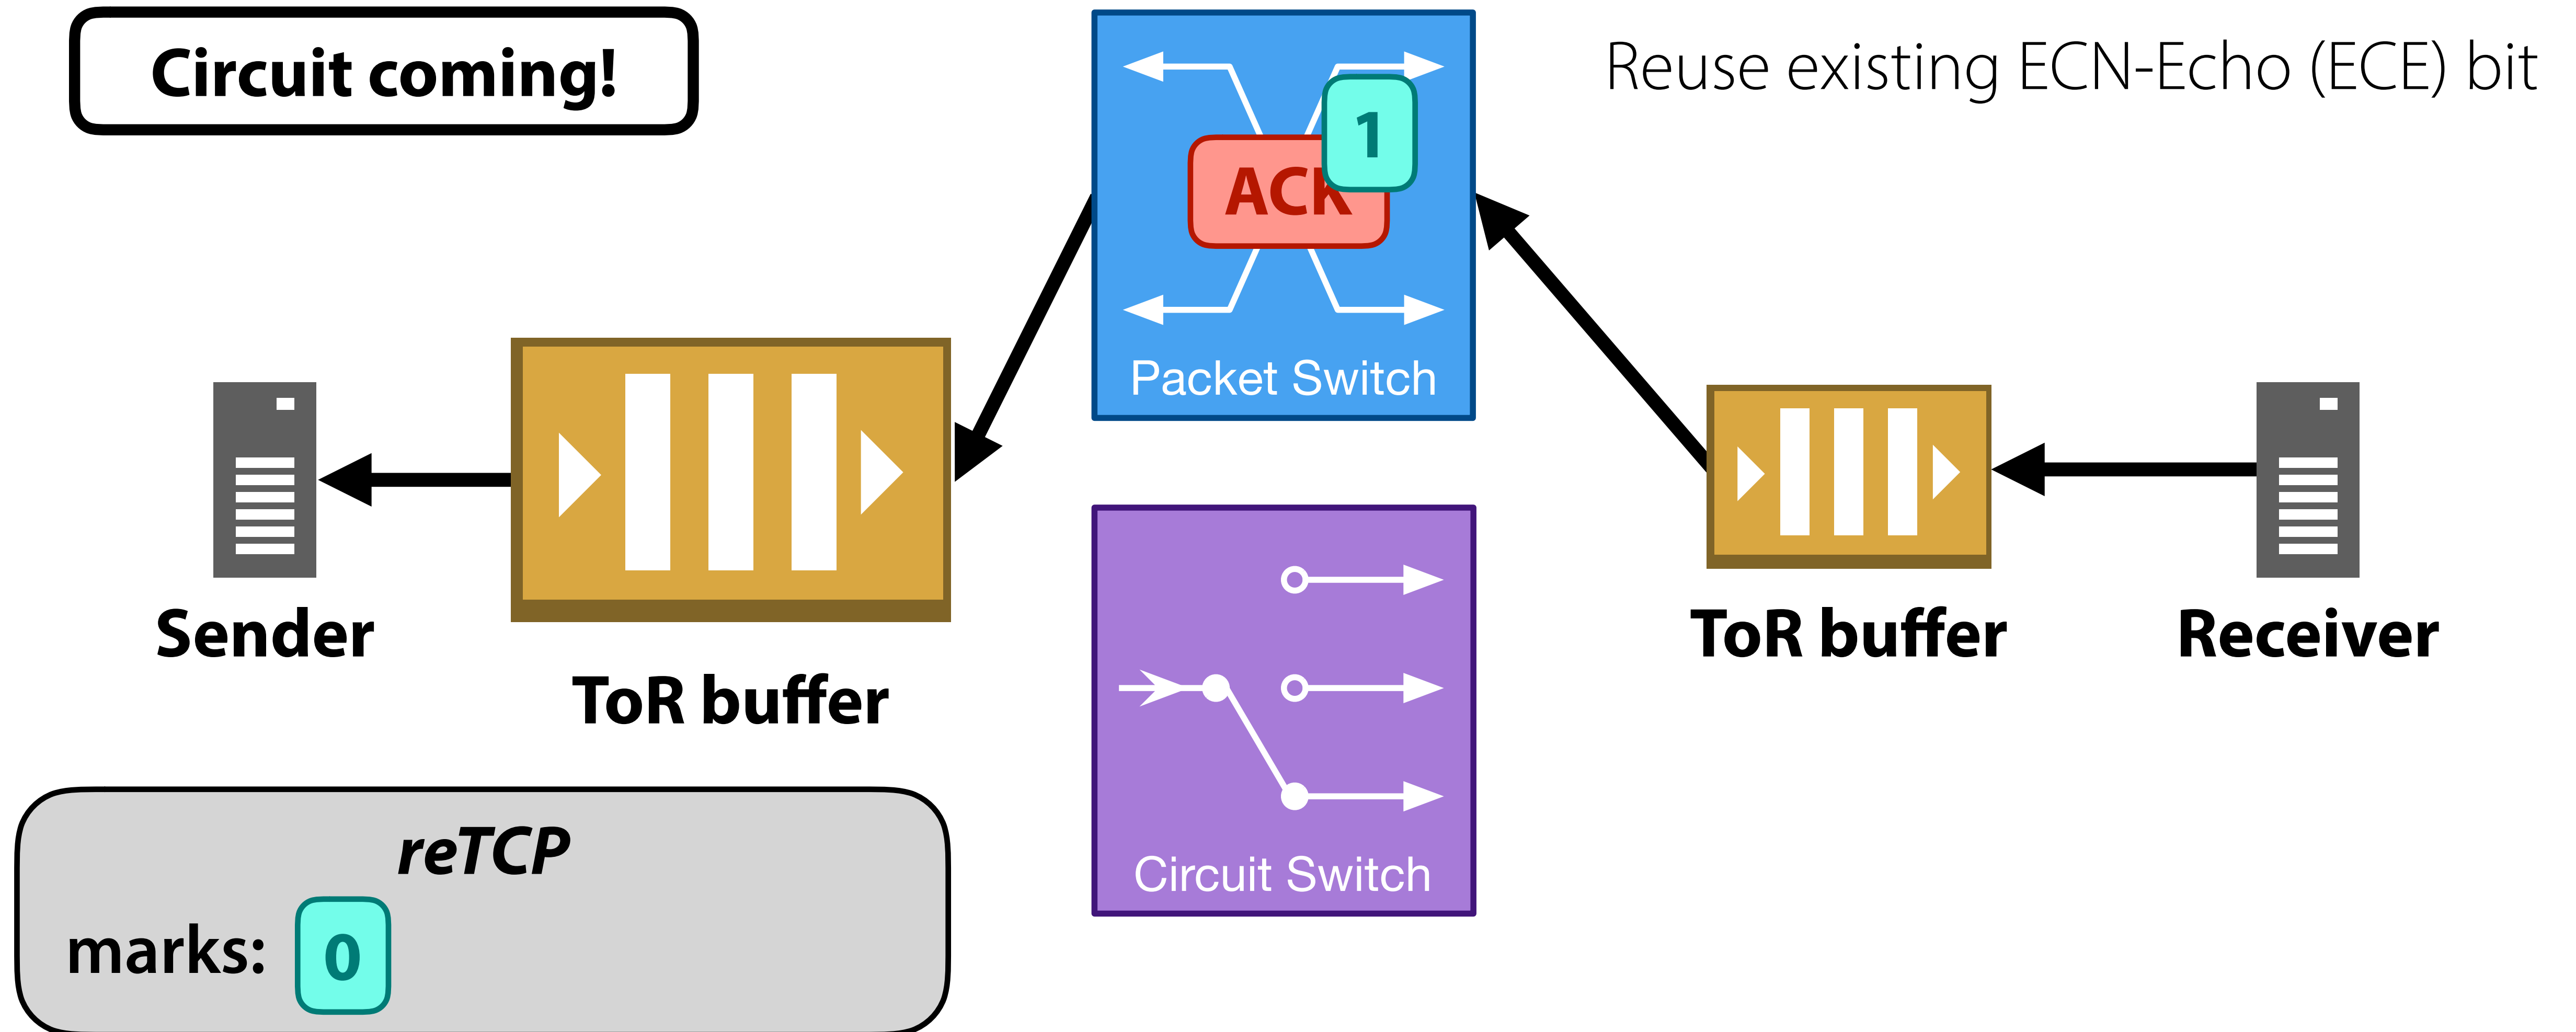 Circuit coming!
Reuse existing ECN-Echo (ECE) bit
1
ACK
Packet Switch
Sender
ToR buffer
ToR buffer
Receiver
Circuit Switch
reTCP
marks: 0